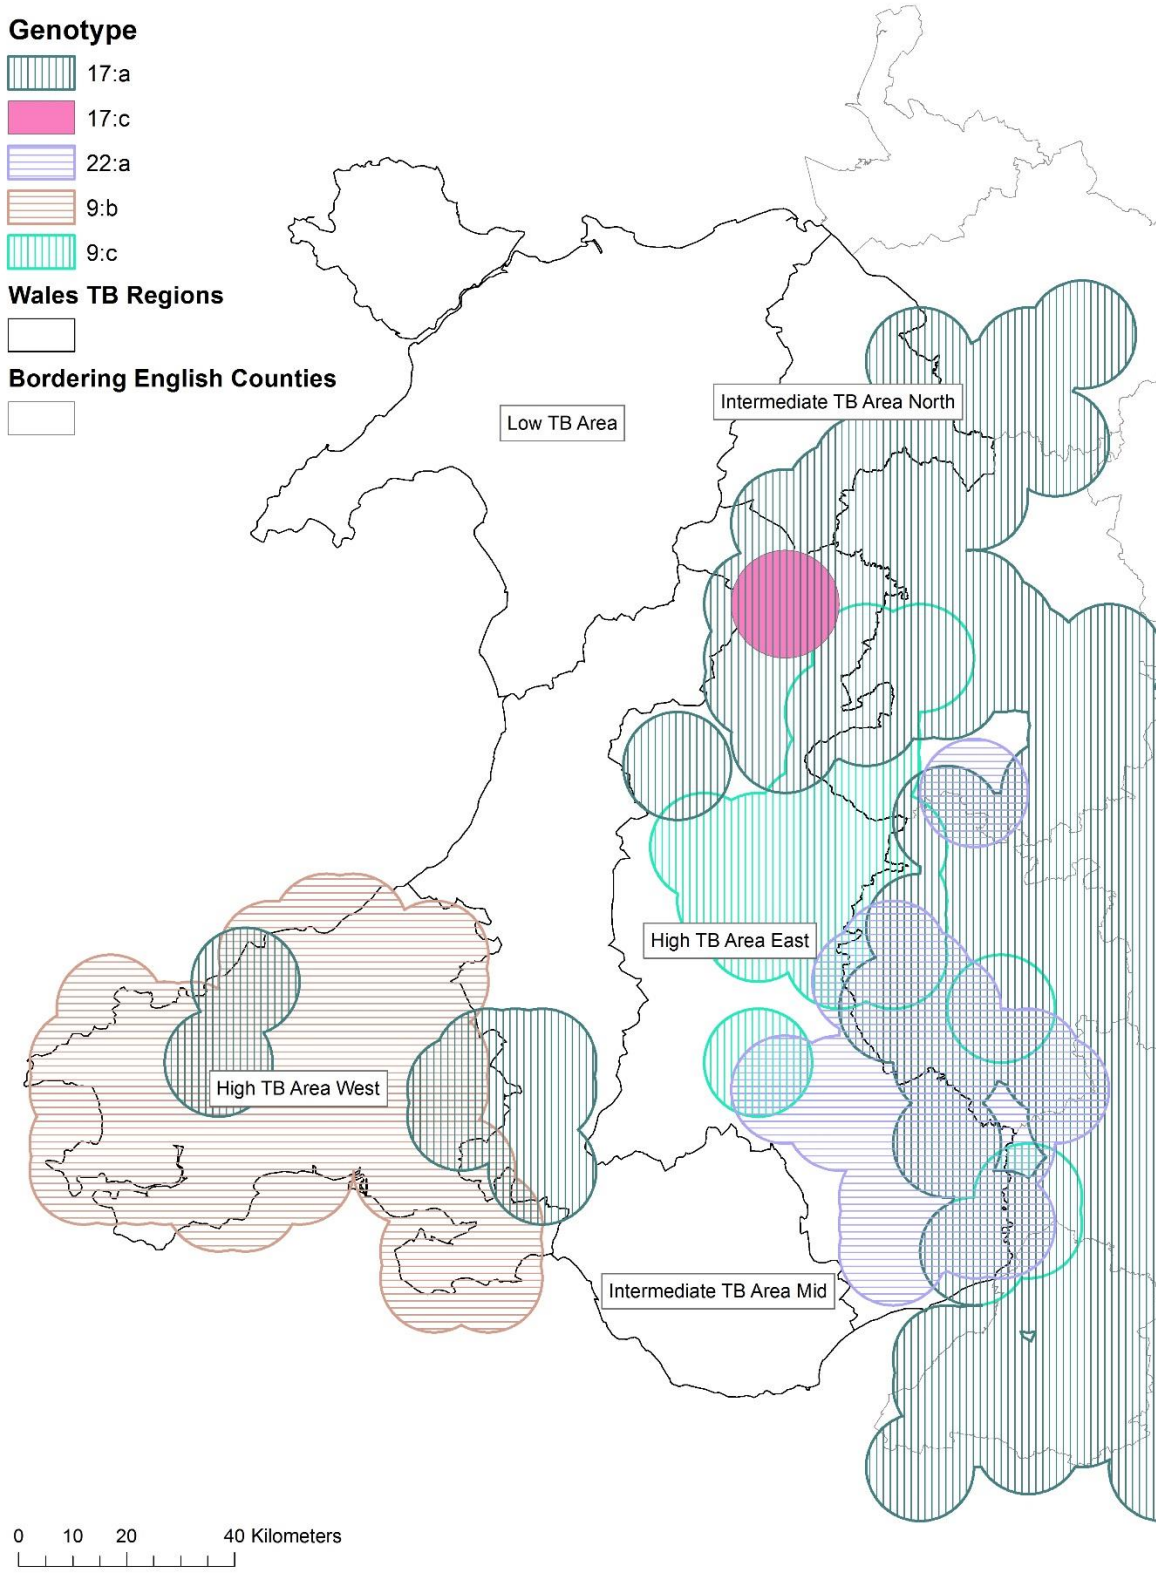 Genotype
17:a
17:c
22:a
9:b
9:c
Wales TB Regions
Bordering English Counties
Intermediate TB Area North
Low TB Area
High TB Area East
High TB Area West
Intermediate TB Area Mid
0 10 20 40 Kilometers